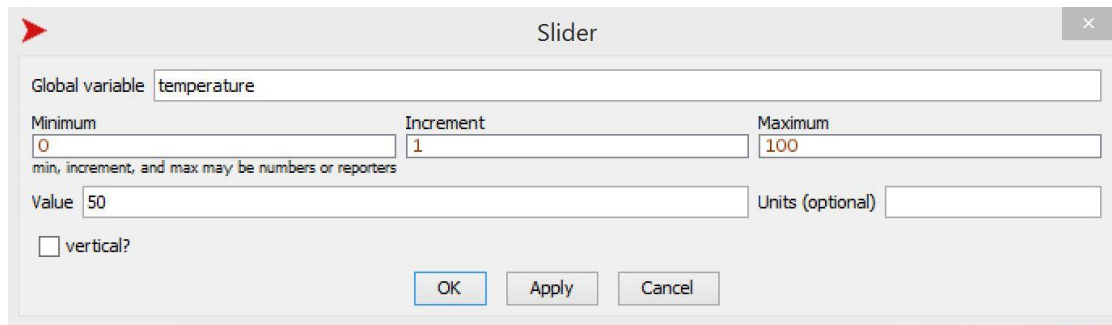 Slider
Global variable temperature
Minimum Increment Maximum
0 1 100
min, increment, and max may be numbers or reporters
Value 50 Units (optional)
vertical?
OK Apply Cancel